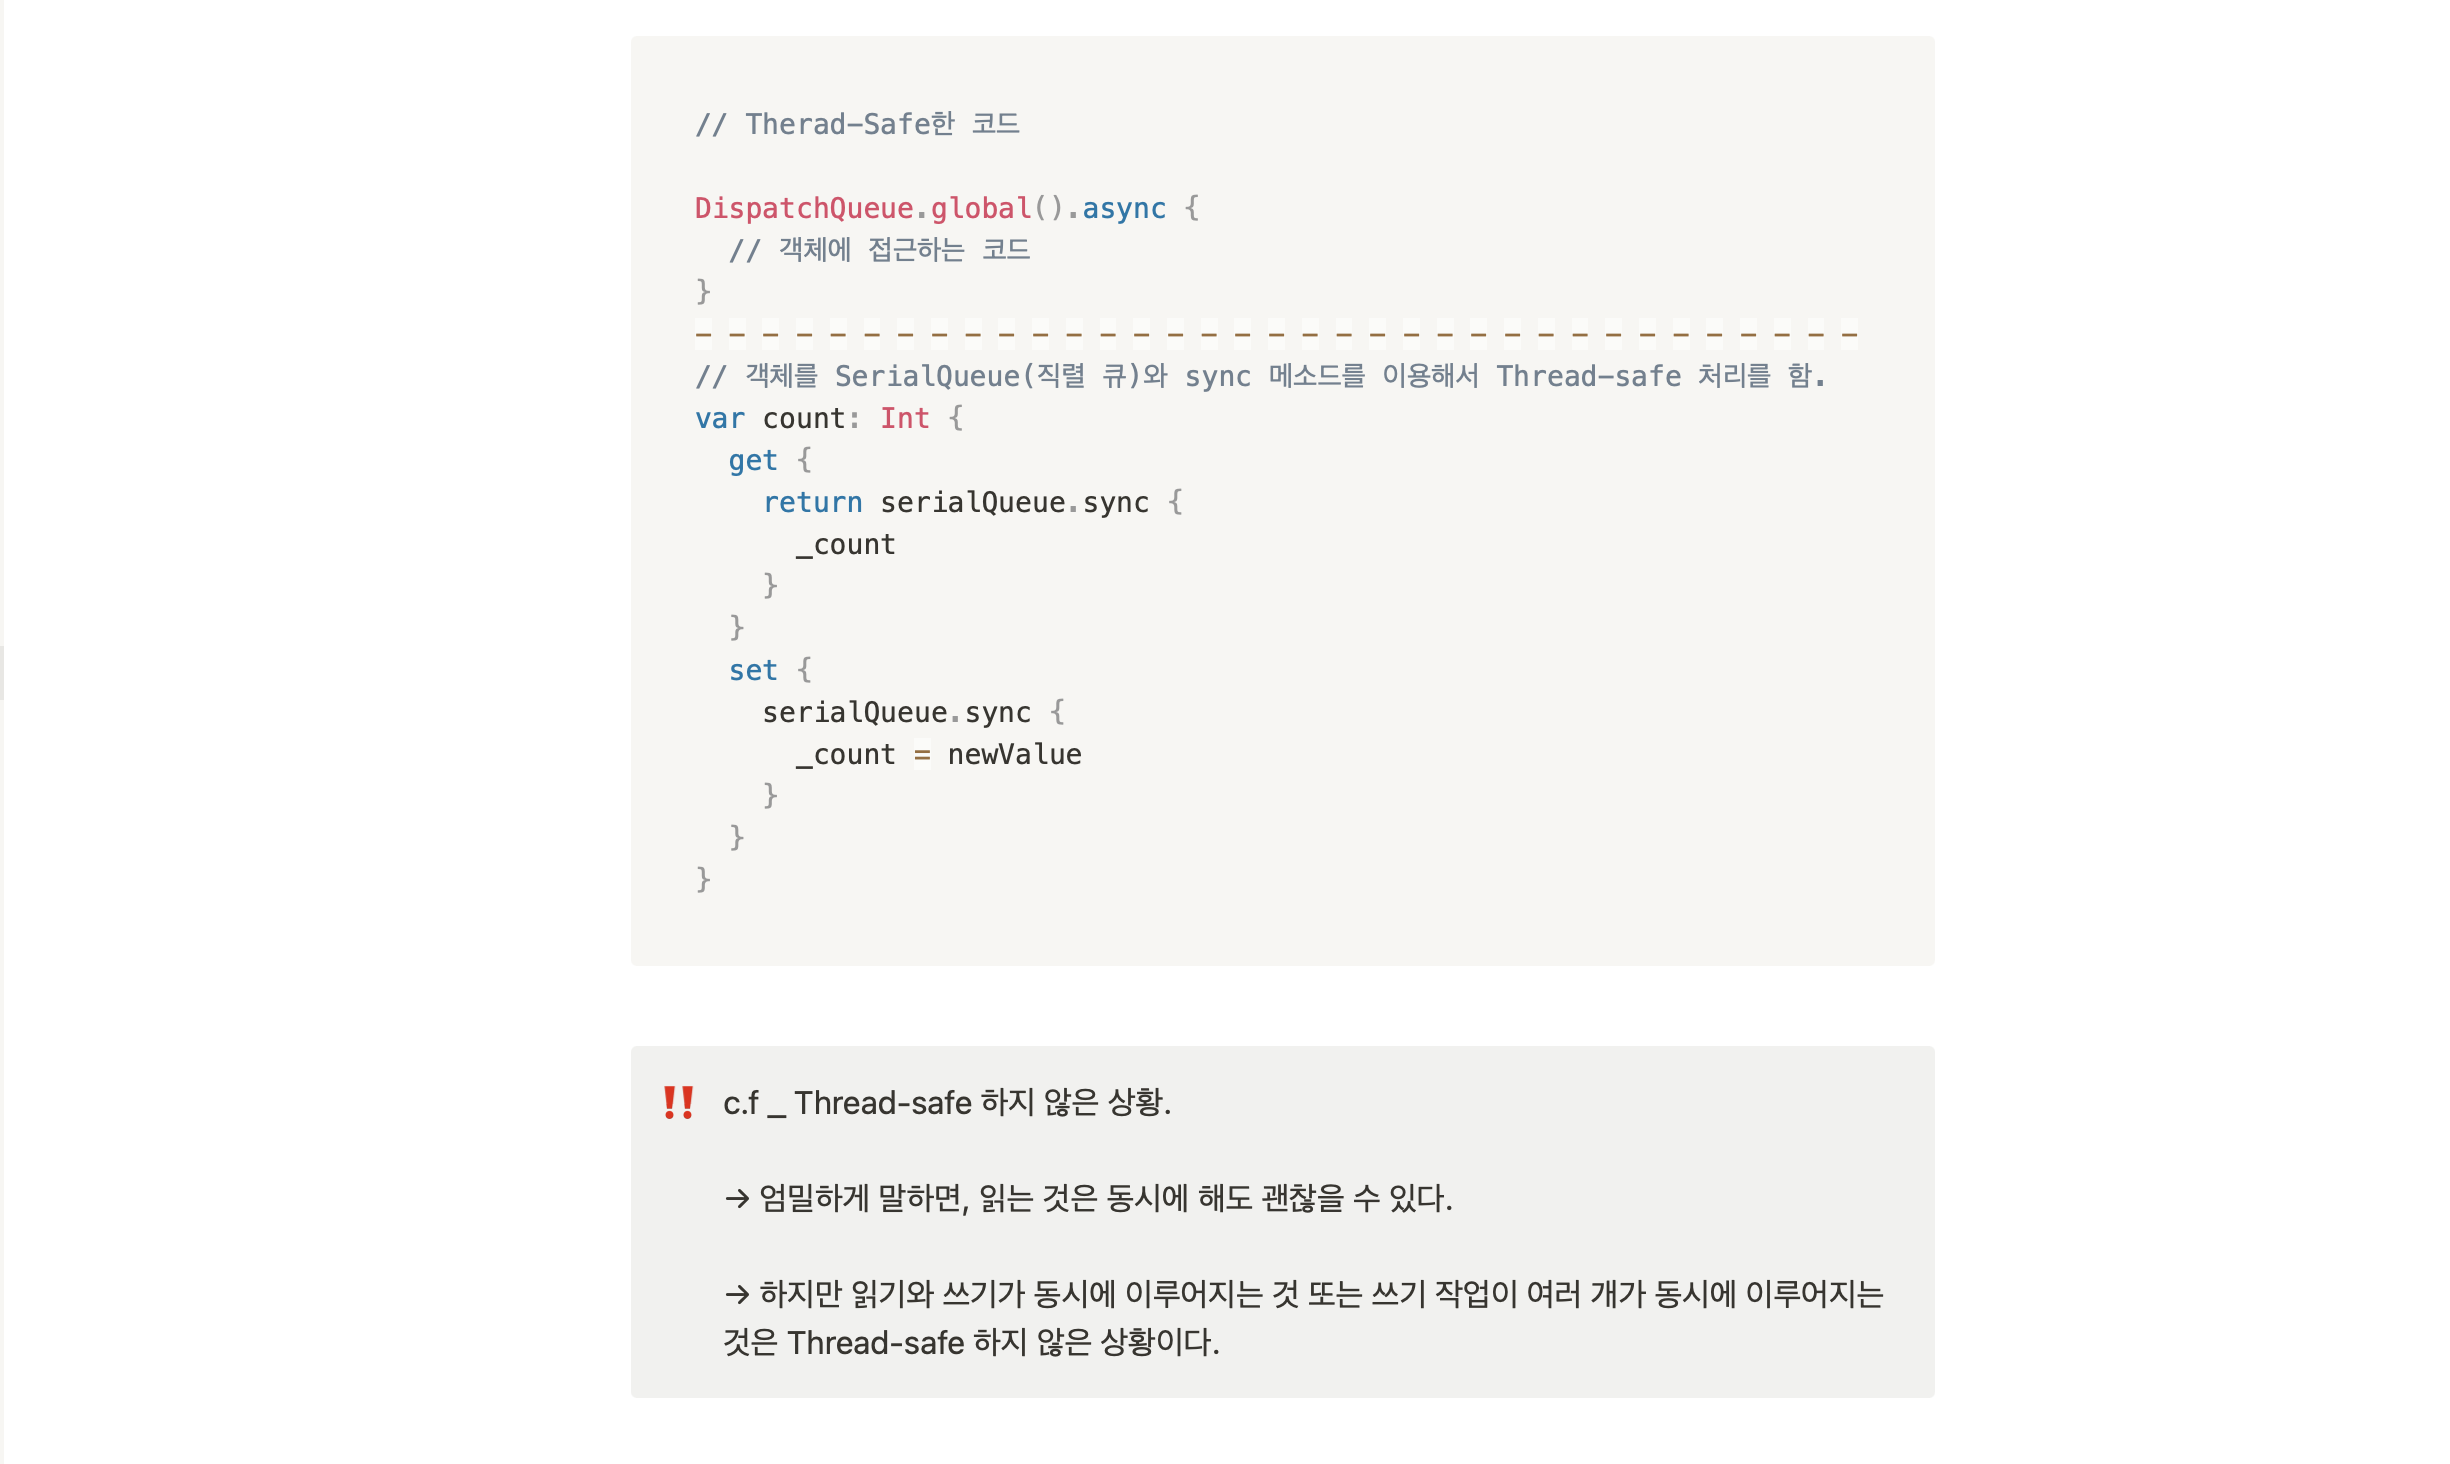 // Therad-Safe한 코드
DispatchQueue.global().async {
  // 객체에 접근하는 코드
}
- - - - - - - - - - - - - - - - - - - - - - - - - - - - - - - - - - -
// 객체를 SerialQueue(직렬 큐)와 sync 메소드를 이용해서 Thread-safe 처리를 함.
var count: Int {
  get {
    return serialQueue.sync {
      _count
    }
  }
  set {
    serialQueue.sync {
      _count = newValue
    }
  }
}
‼️ c.f _ Thread-safe 하지 않은 상황.
→ 엄밀하게 말하면, 읽는 것은 동시에 해도 괜찮을 수 있다.
→ 하지만 읽기와 쓰기가 동시에 이루어지는 것 또는 쓰기 작업이 여러 개가 동시에 이루어지는
것은 Thread-safe 하지 않은 상황이다.